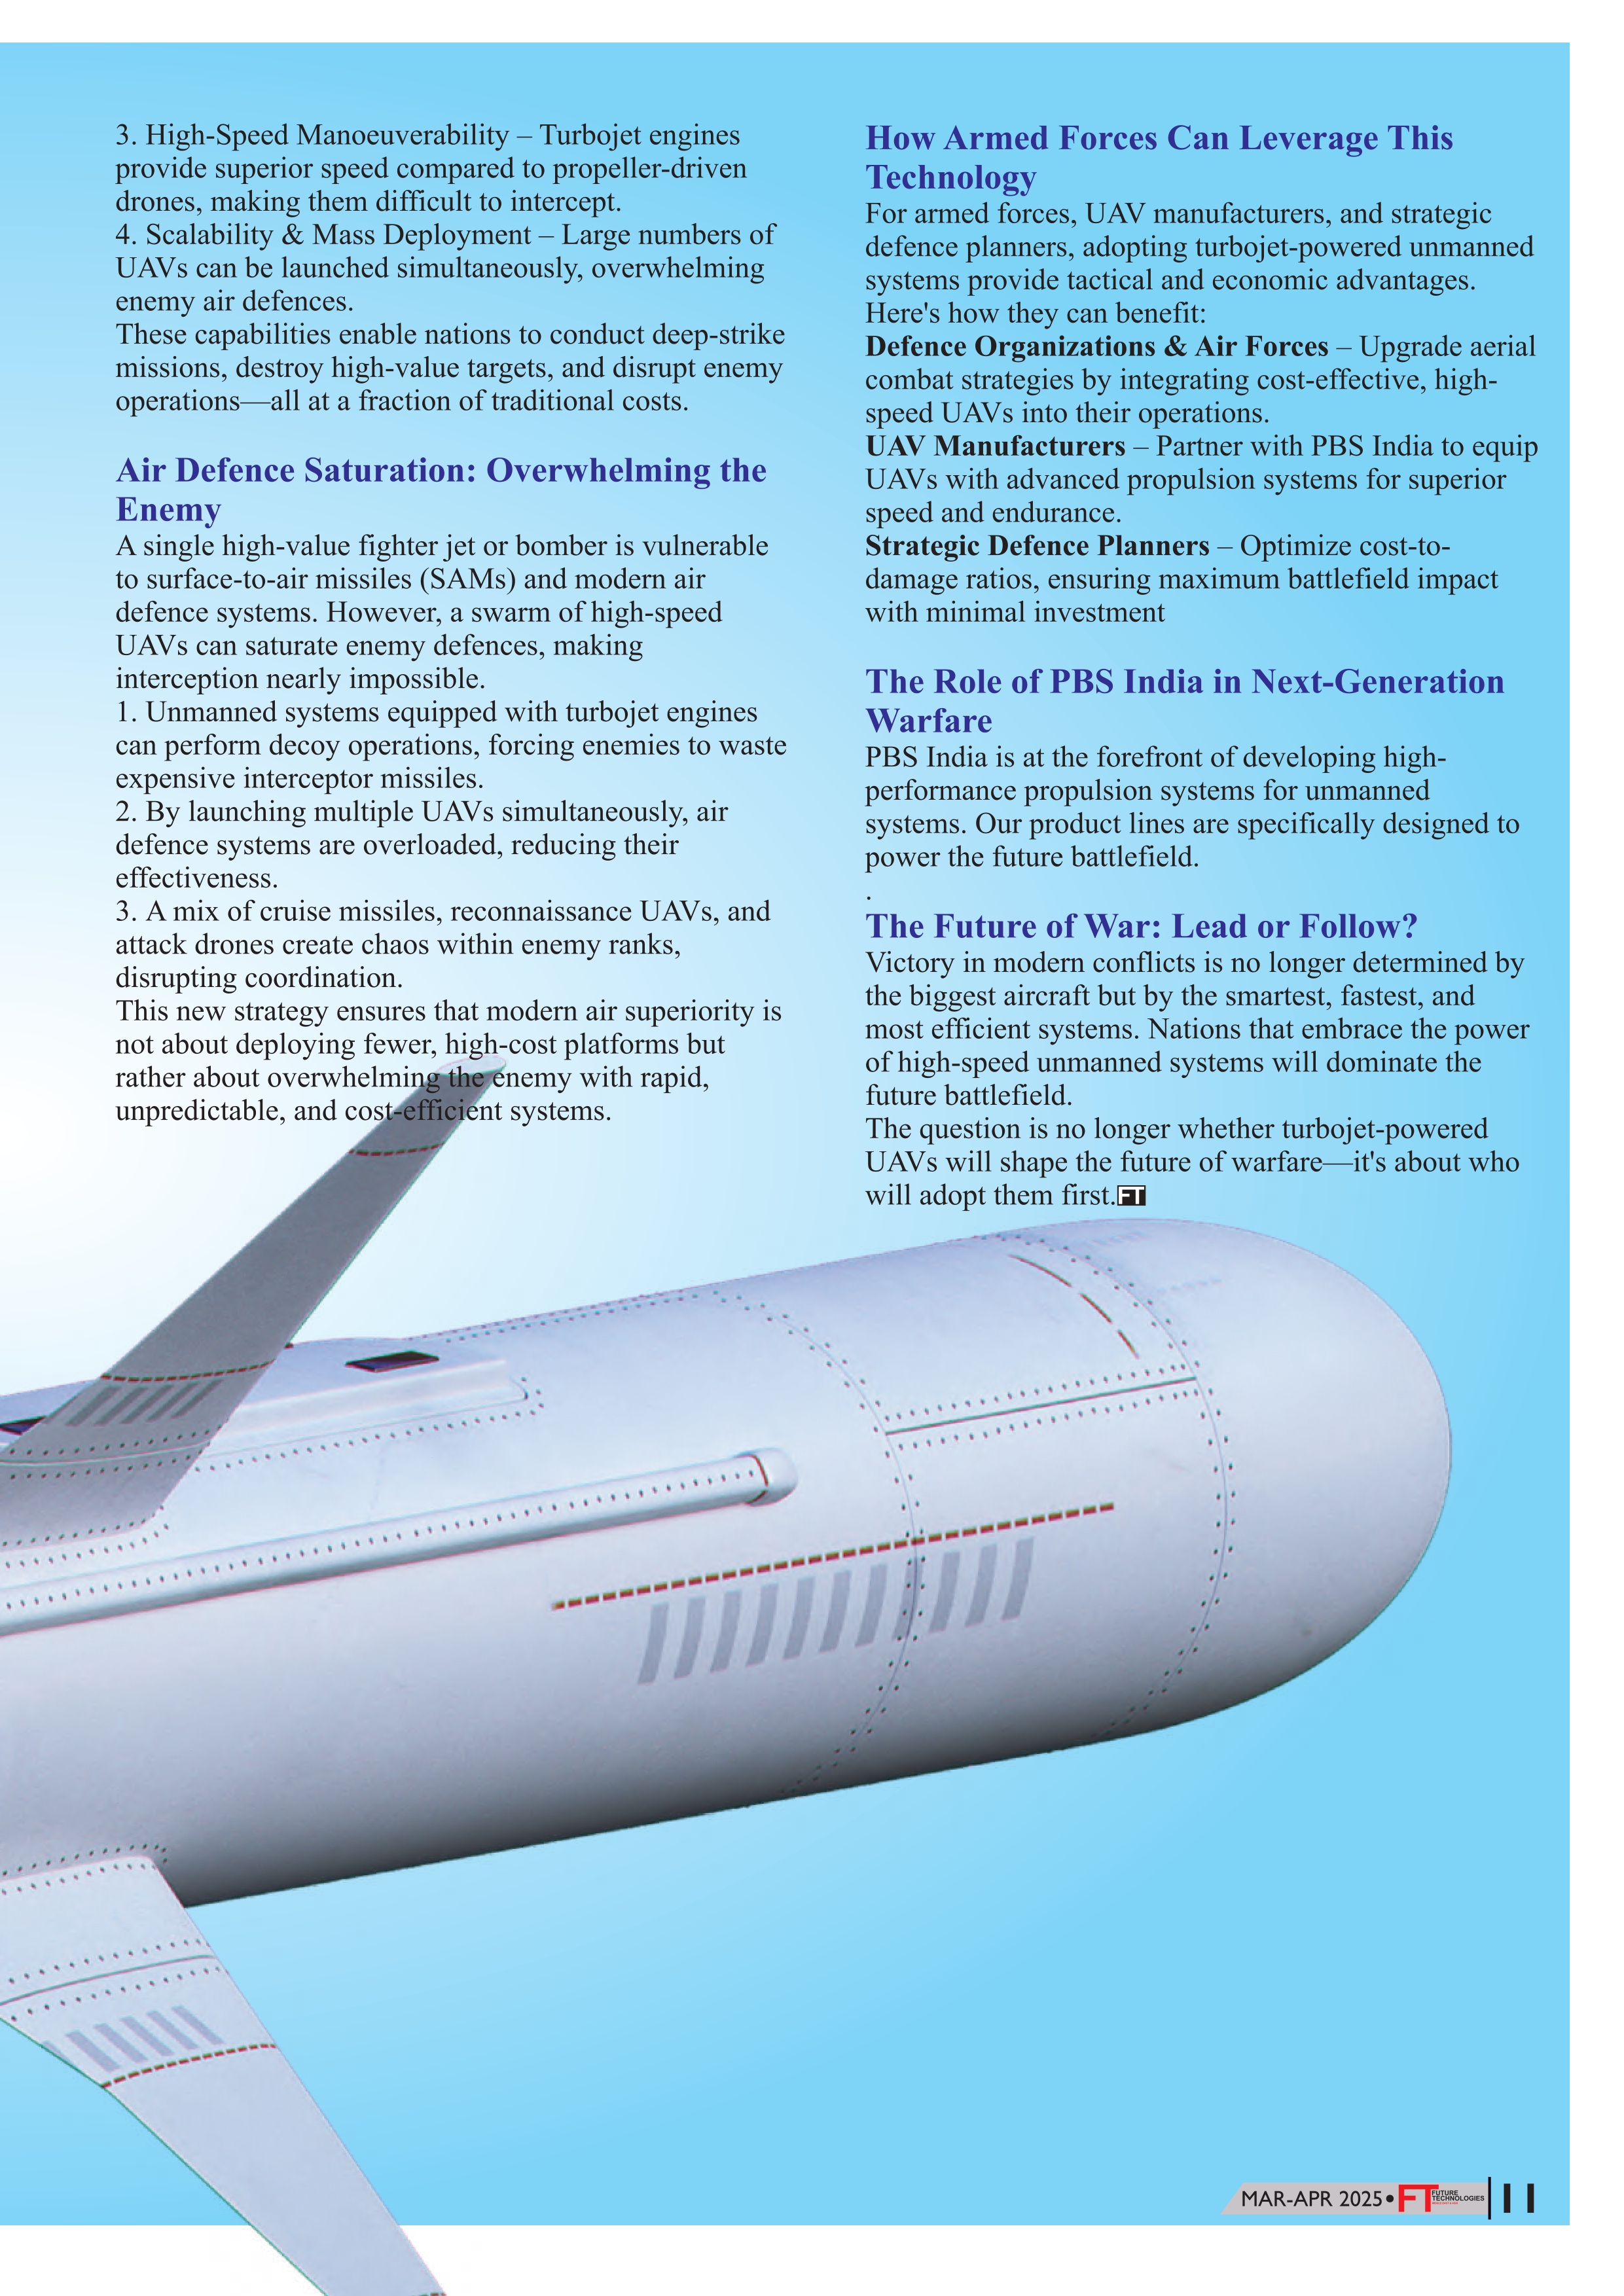 3. High-Speed Manoeuverability – Turbojet engines
provide superior speed compared to propeller-driven
drones, making them difficult to intercept.
4. Scalability & Mass Deployment – Large numbers of
UAVs can be launched simultaneously, overwhelming
enemy air defences.
These capabilities enable nations to conduct deep-strike
missions, destroy high-value targets, and disrupt enemy
operations—all at a fraction of traditional costs.
Air Defence Saturation: Overwhelming the
Enemy
A single high-value fighter jet or bomber is vulnerable
to surface-to-air missiles (SAMs) and modern air
defence systems. However, a swarm of high-speed
UAVs can saturate enemy defences, making
interception nearly impossible.
1. Unmanned systems equipped with turbojet engines
can perform decoy operations, forcing enemies to waste
expensive interceptor missiles.
2. By launching multiple UAVs simultaneously, air
defence systems are overloaded, reducing their
effectiveness.
3. A mix of cruise missiles, reconnaissance UAVs, and
attack drones create chaos within enemy ranks,
disrupting coordination.
This new strategy ensures that modern air superiority is
not about deploying fewer, high-cost platforms but
rather about overwhelming the enemy with rapid,
unpredictable, and cost-efficient systems.
How Armed Forces Can Leverage This
Technology
For armed forces, UAV manufacturers, and strategic
defence planners, adopting turbojet-powered unmanned
systems provide tactical and economic advantages.
Here's how they can benefit:
Defence Organizations & Air Forces – Upgrade aerial
combat strategies by integrating cost-effective, high-
speed UAVs into their operations.
UAV Manufacturers – Partner with PBS India to equip
UAVs with advanced propulsion systems for superior
speed and endurance.
Strategic Defence Planners – Optimize cost-to-
damage ratios, ensuring maximum battlefield impact
with minimal investment
The Role of PBS India in Next-Generation
Warfare
PBS India is at the forefront of developing high-
performance propulsion systems for unmanned
systems. Our product lines are specifically designed to
power the future battlefield.
.
The Future of War: Lead or Follow?
Victory in modern conflicts is no longer determined by
the biggest aircraft but by the smartest, fastest, and
most efficient systems. Nations that embrace the power
of high-speed unmanned systems will dominate the
future battlefield.
The question is no longer whether turbojet-powered
UAVs will shape the future of warfare—it's about who
will adopt them first. FT
MAR-APR 2025 • FT FUTURE TECHNOLOGIES 11